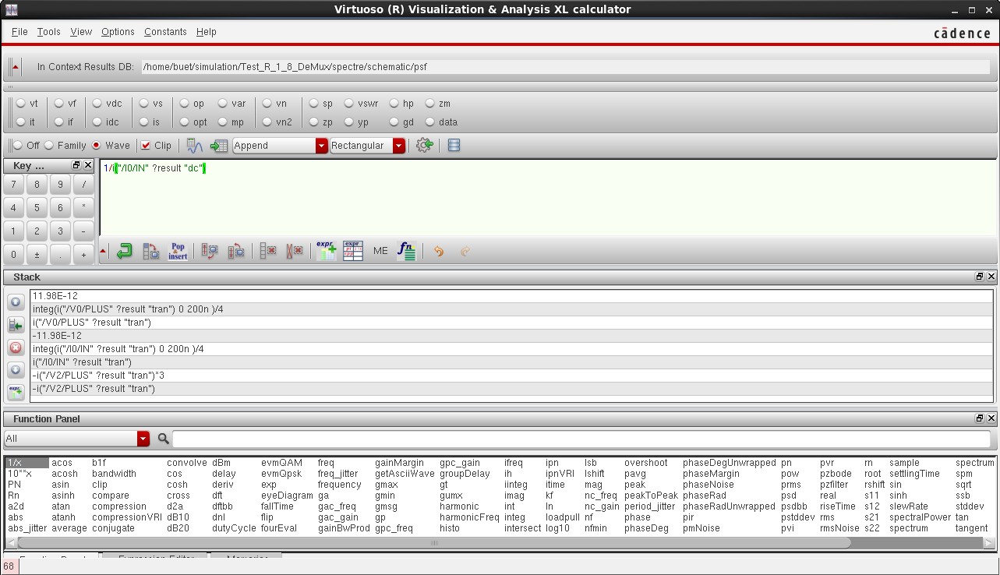 Virtuoso (R) Visualization & Analysis XL calculator
File Tools View Options Constants Help
cādence
In Context Results DB: /home/buet/simulation/Test_R_1_8_DeMux/spectre/schematic/psf
vt vf vdc vs op var vn sp vswr hp zm
it if idc is opt mp vn2 zp yp gd data
Off Family Wave Clip Append Rectangular
Key ...
1/i("/I0/IN" ?result "dc")
7 8 9 /
4 5 6 *
1 2 3 -
0 ± . +
Pop & insert
expr
expr
ME
fn
Stack
11.98E-12
integ(i("/V0/PLUS" ?result "tran") 0 200n )/4
i("/V0/PLUS" ?result "tran")
-11.98E-12
integ(i("/I0/IN" ?result "tran") 0 200n )/4
i("/I0/IN" ?result "tran")
-i("/V2/PLUS" ?result "tran")*3
-i("/V2/PLUS" ?result "tran")
expr
Function Panel
All
1/x acos b1f convolve dBm evmQAM freq gainMargin gpc_gain ifreq ipn lsb overshoot phaseDegUnwrapped pn pvr rn sample spectrum
10**x acosh bandwidth cos delay evmQpsk freq_jitter getAsciiWave groupDelay ih ipnVRI lshift pavg phaseMargin pow pzbode root settlingTime spm
PN asin clip cosh deriv exp frequency gmax gt iinteg itime mag peak phaseNoise prms pzfilter rshift sin sqrt
Rn asinh compare cross dft eyeDiagram ga gmin gumx imag kf nc_freq peakToPeak phaseRad psd real s11 sinh ssb
a2d atan compression d2a dftbb fallTime gac_freq gmsg harmonic int ln nc_gain period_jitter phaseRadUnwrapped psdbb riseTime s12 slewRate stddev
abs atanh compressionVRI dB10 dnl flip gac_gain gp harmonicFreq integ loadpull nf phase pir pstddev rms s21 spectralPower tan
abs_jitter average conjugate dB20 dutyCycle fourEval gainBwProd gpc_freq histo intersect log10 nfmin phaseDeg pmNoise pvi rmsNoise s22 spectrum tangent
68